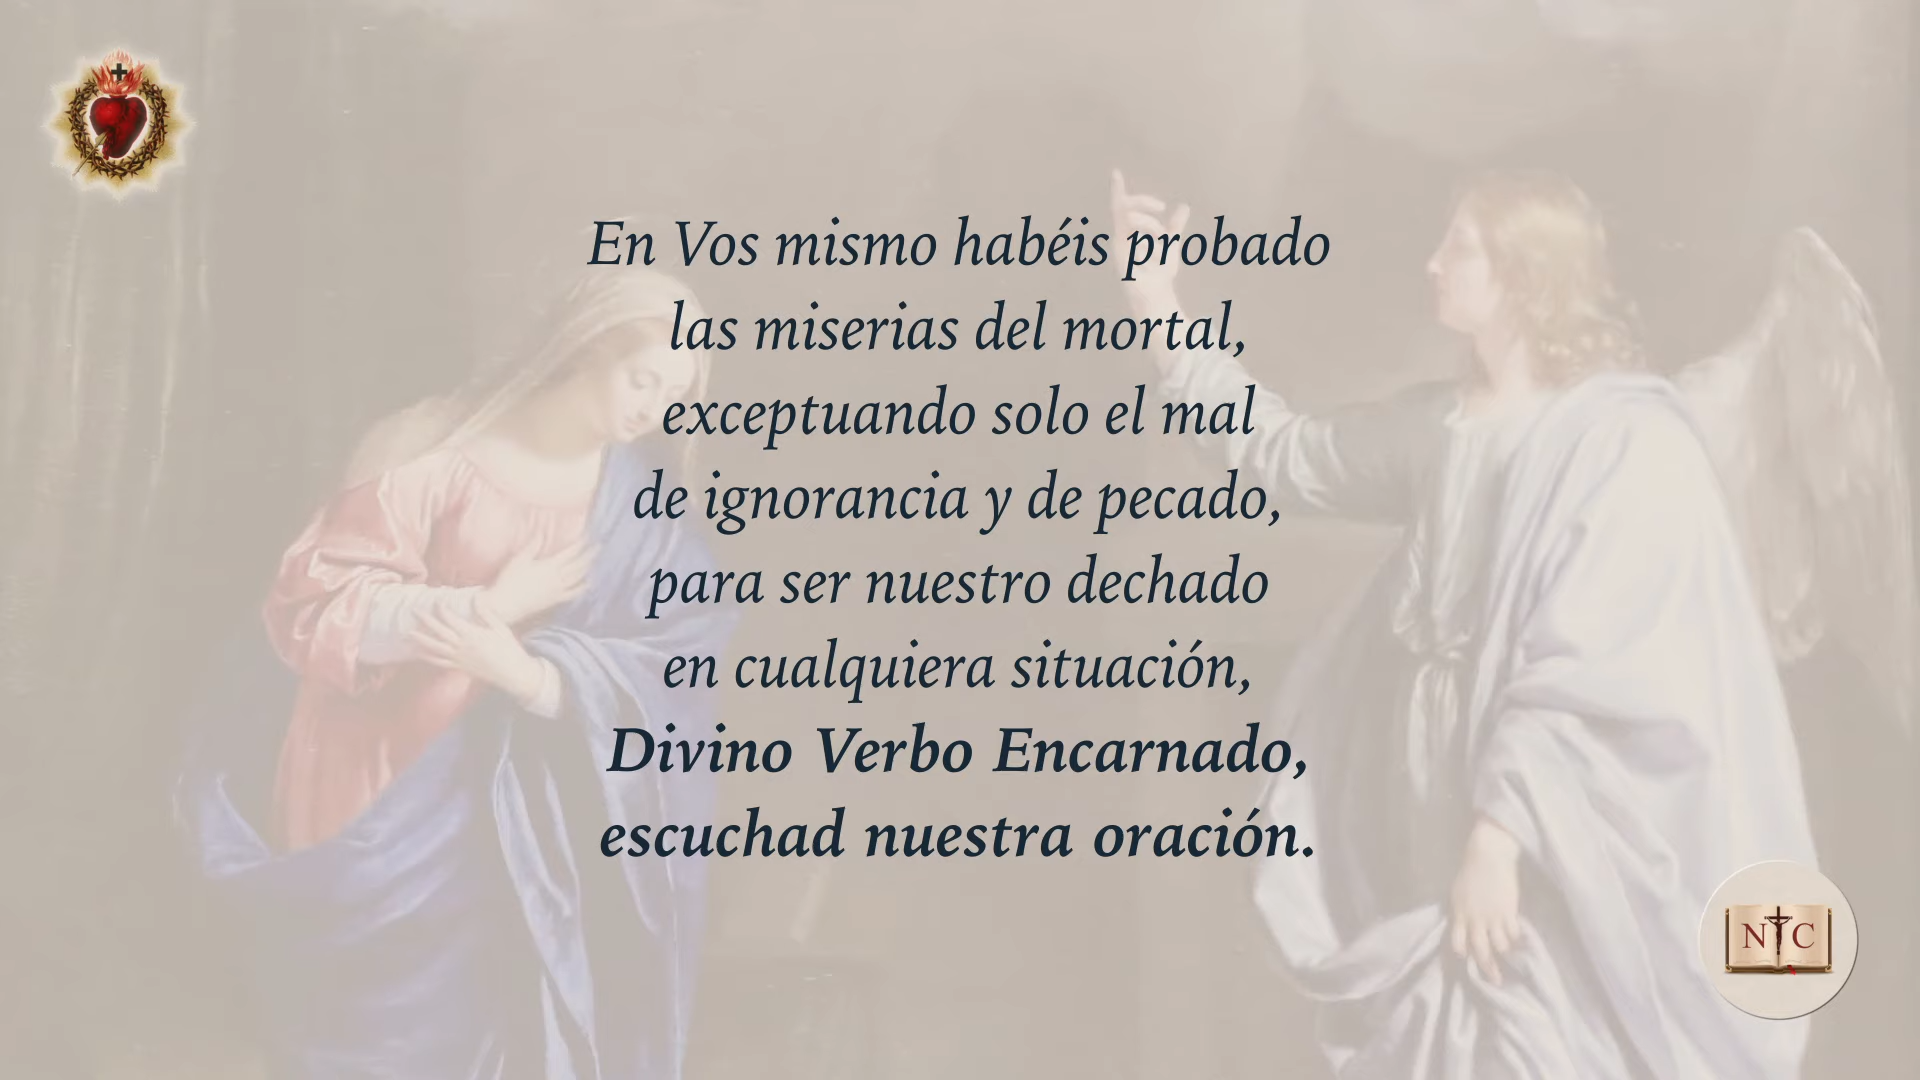 En Vos mismo habéis probado
las miserias del mortal,
exceptuando solo el mal
de ignorancia y de pecado,
para ser nuestro dechado
en cualquiera situación,
Divino Verbo Encarnado,
escuchad nuestra oración.
N C